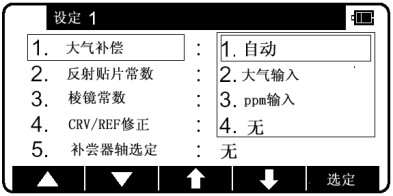 设定 1
1. 大气补偿 : 1. 自动
2. 反射贴片常数 : 2. 大气输入
3. 棱镜常数 : 3. ppm输入
4. CRV/REF修正 : 4. 无
5. 补尝器轴选定 : 无
选定